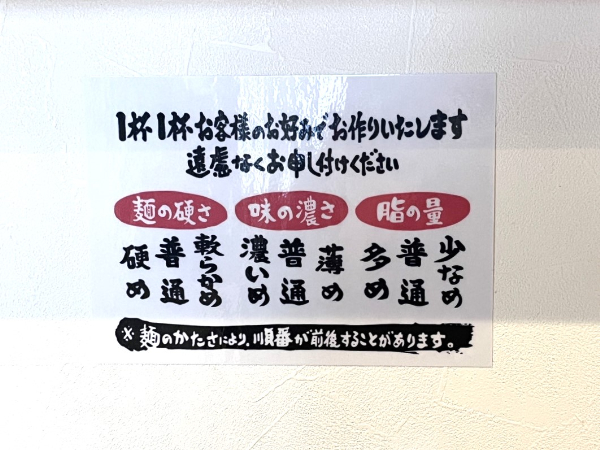 1杯1杯お客様のお好みでお作りいたします
遠慮なくお申し付けください
麺の硬さ
軟らかめ
普通
硬め
味の濃さ
薄め
普通
濃いめ
脂の量
少なめ
普通
多め
※麺のかたさにより、順番が前後することがあります。